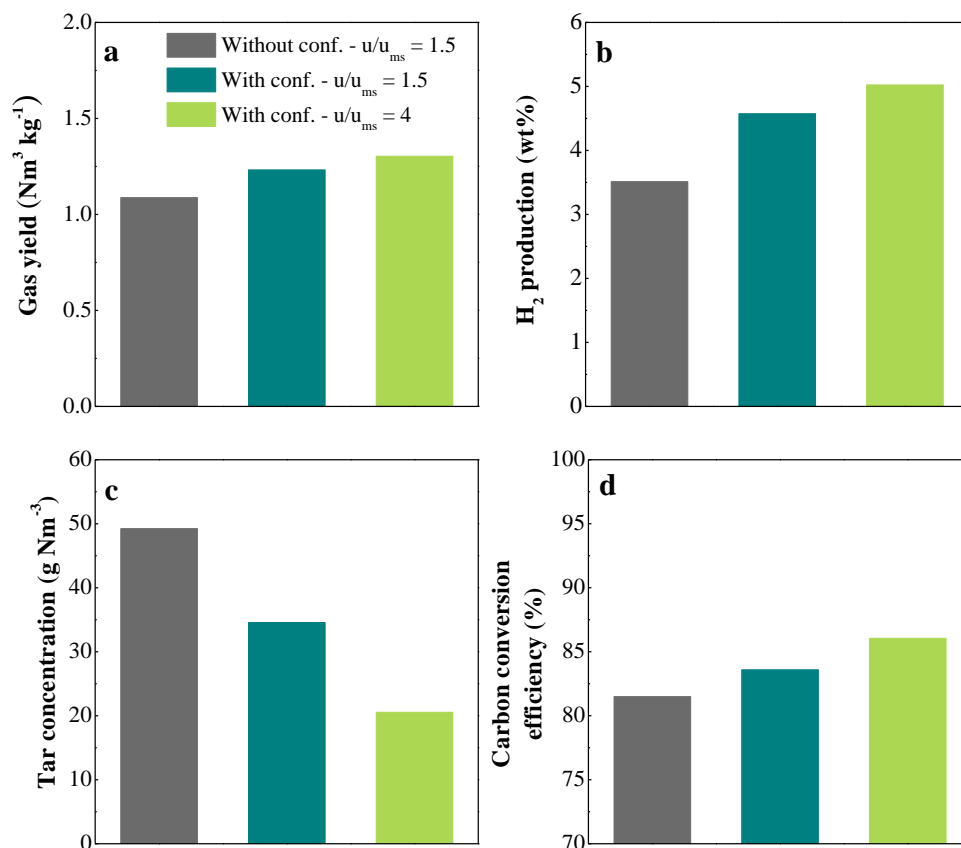 a
Without conf. - u/u_ms = 1.5
With conf. - u/u_ms = 1.5
With conf. - u/u_ms = 4
2.0
1.5
1.0
0.5
0.0
Gas yield (Nm³ kg⁻¹)
b
6
5
4
3
2
1
0
H₂ production (wt%)
c
60
50
40
30
20
10
0
Tar concentration (g Nm⁻³)
d
100
95
90
85
80
75
70
Carbon conversion
efficiency (%)